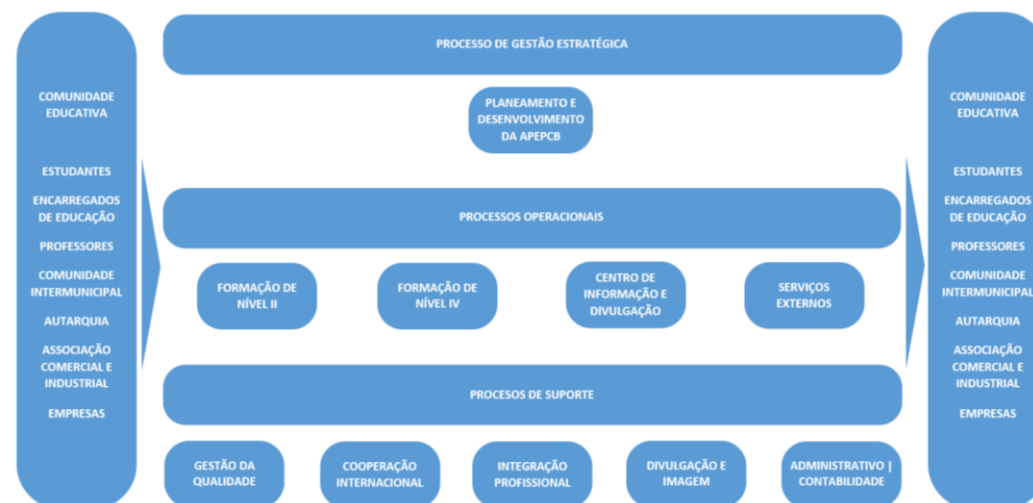 COMUNIDADE
EDUCATIVA
ESTUDANTES
ENCARREGADOS
DE EDUCAÇÃO
PROFESSORES
COMUNIDADE
INTERMUNICIPAL
AUTARQUIA
ASSOCIAÇÃO
COMERCIAL E
INDUSTRIAL
EMPRESAS
PROCESSO DE GESTÃO ESTRATÉGICA
PLANEAMENTO E
DESENVOLVIMENTO
DA APEPCB
PROCESSOS OPERACIONAIS
FORMAÇÃO DE
NÍVEL II
FORMAÇÃO DE
NÍVEL IV
CENTRO DE
INFORMAÇÃO E
DIVULGAÇÃO
SERVIÇOS
EXTERNOS
PROCESOS DE SUPORTE
GESTÃO DA
QUALIDADE
COOPERAÇÃO
INTERNACIONAL
INTEGRAÇÃO
PROFISSIONAL
DIVULGAÇÃO E
IMAGEM
ADMINISTRATIVO |
CONTABILIDADE
COMUNIDADE
EDUCATIVA
ESTUDANTES
ENCARREGADOS
DE EDUCAÇÃO
PROFESSORES
COMUNIDADE
INTERMUNICIPAL
AUTARQUIA
ASSOCIAÇÃO
COMERCIAL E
INDUSTRIAL
EMPRESAS